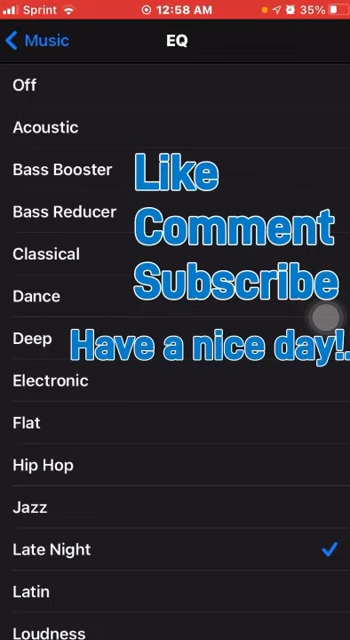 Sprint 12:58 AM 35%
Music EQ
Off
Acoustic
Bass Booster
Bass Reducer
Classical
Dance
Deep
Electronic
Flat
Hip Hop
Jazz
Late Night
Latin
Loudness
Like
Comment
Subscribe
Have a nice day!.